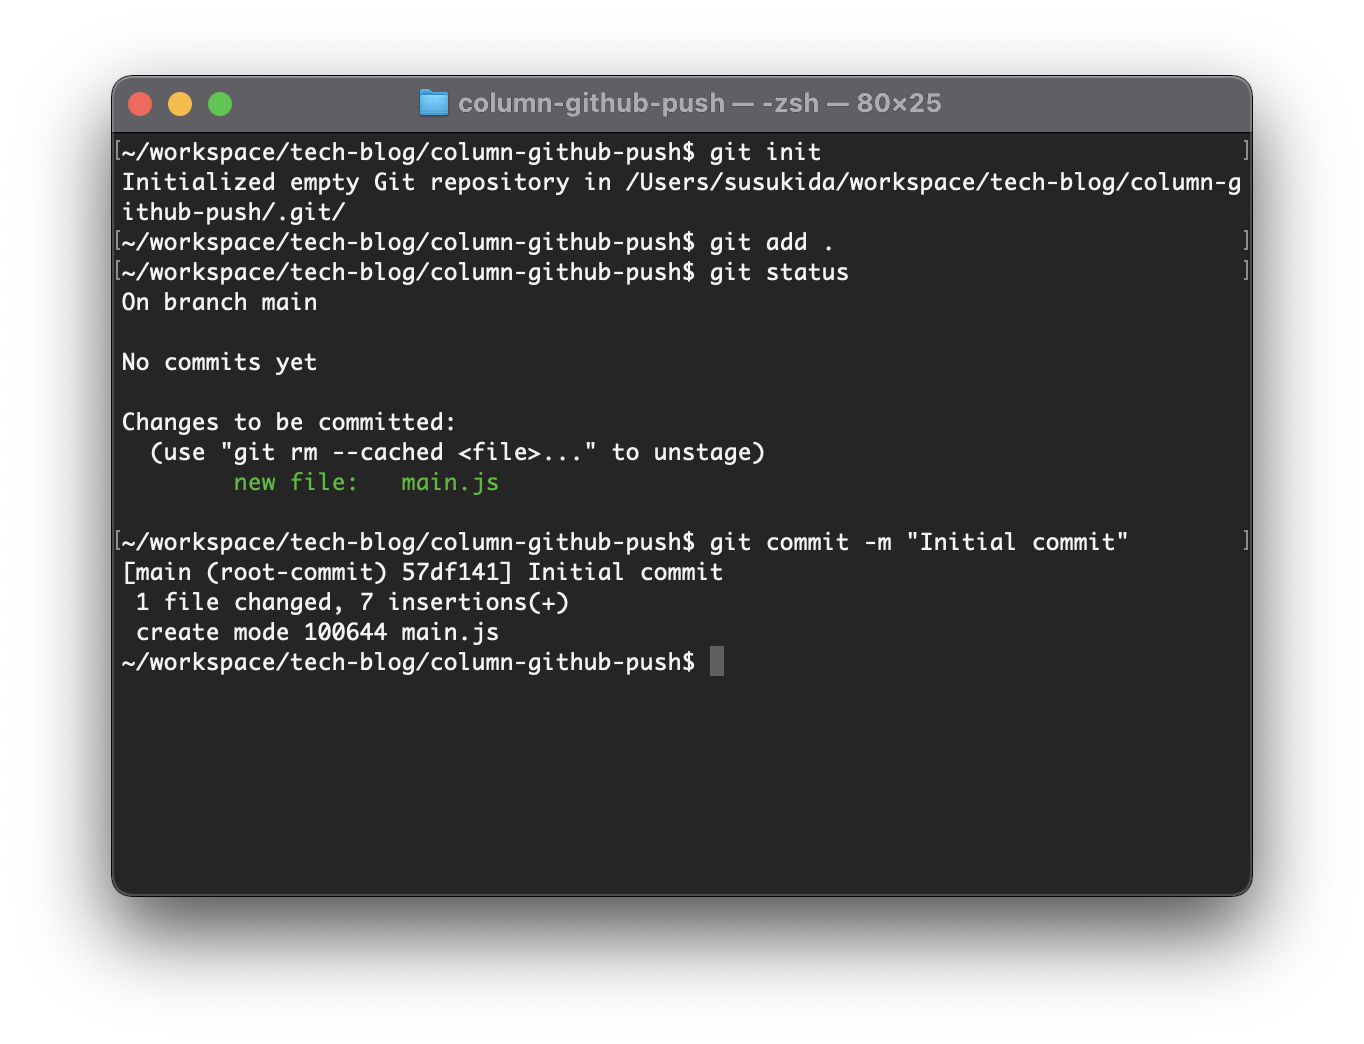 column-github-push — -zsh — 80×25
[~/workspace/tech-blog/column-github-push$ git init ]
Initialized empty Git repository in /Users/susukida/workspace/tech-blog/column-g
ithub-push/.git/
[~/workspace/tech-blog/column-github-push$ git add . ]
[~/workspace/tech-blog/column-github-push$ git status ]
On branch main
No commits yet
Changes to be committed:
  (use "git rm --cached <file>..." to unstage)
        new file:   main.js
[~/workspace/tech-blog/column-github-push$ git commit -m "Initial commit" ]
[main (root-commit) 57df141] Initial commit
 1 file changed, 7 insertions(+)
 create mode 100644 main.js
~/workspace/tech-blog/column-github-push$